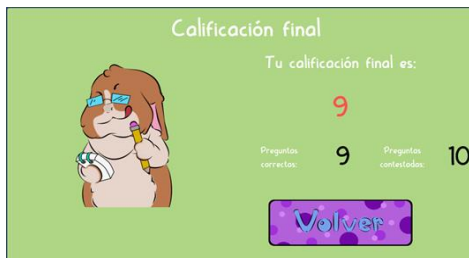 Calificación final
Tu calificación final es:
9
Preguntas
correctas:
9
Preguntas
contestadas:
10
Volver